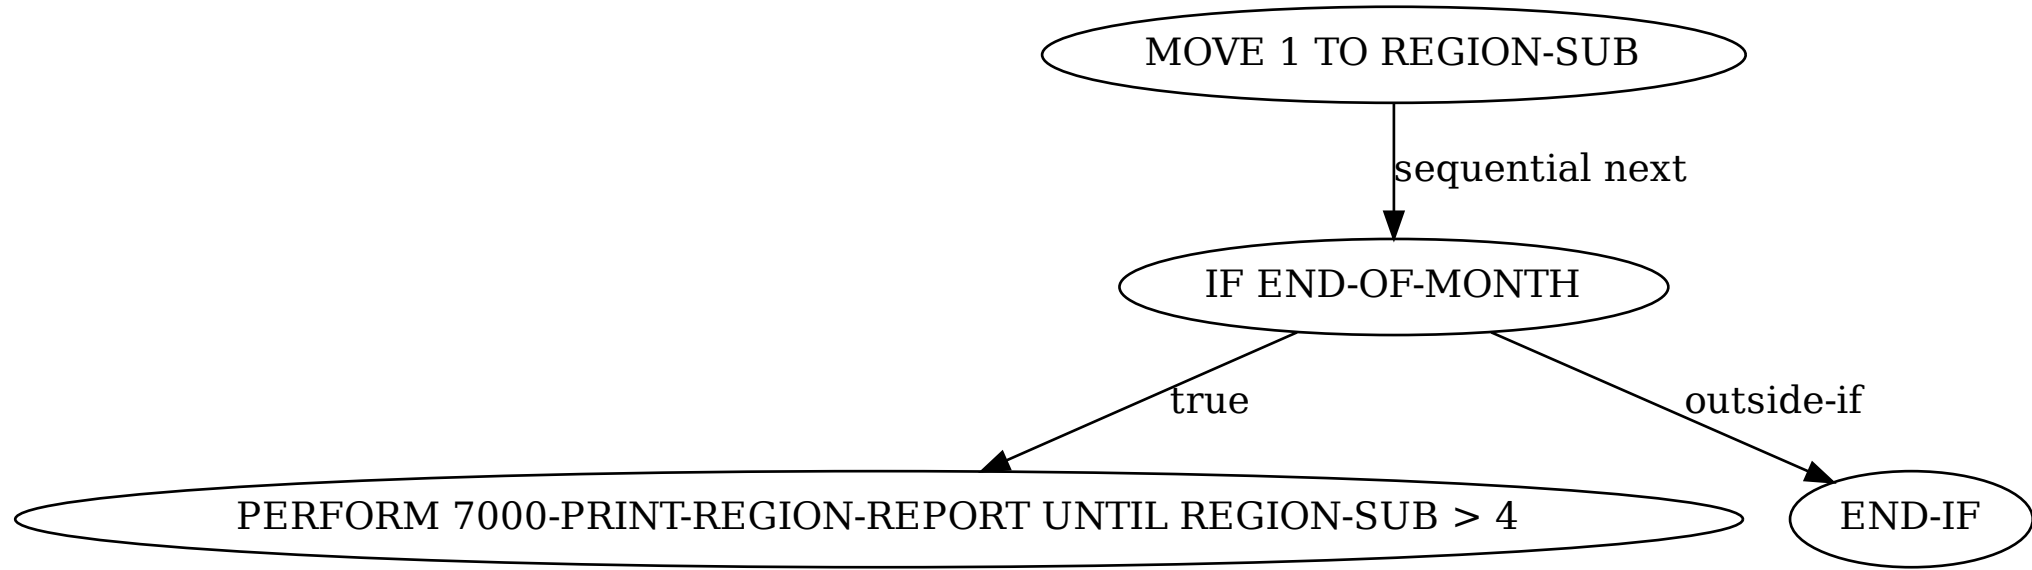 MOVE 1 TO REGION-SUB
sequential next
IF END-OF-MONTH
true
outside-if
PERFORM 7000-PRINT-REGION-REPORT UNTIL REGION-SUB > 4
END-IF